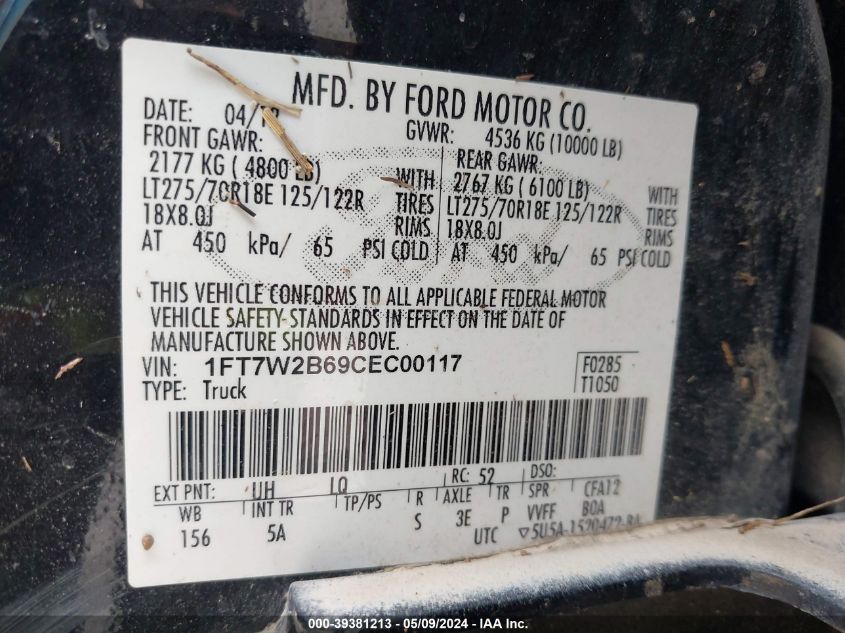 MFD. BY FORD MOTOR CO.
DATE: 04/12 GVWR: 4536 KG (10000 LB)
FRONT GAWR: REAR GAWR:
2177 KG ( 4800 LB) WITH 2767 KG ( 6100 LB) WITH
LT275/70R18E 125/122R TIRES LT275/70R18E 125/122R TIRES
18X8.0J RIMS 18X8.0J RIMS
AT 450 kPa/ 65 PSI COLD AT 450 kPa/ 65 PSI COLD
THIS VEHICLE CONFORMS TO ALL APPLICABLE FEDERAL MOTOR
VEHICLE SAFETY STANDARDS IN EFFECT ON THE DATE OF
MANUFACTURE SHOWN ABOVE.
VIN: 1FT7W2B69CEC00117 F0285
TYPE: Truck T1050
EXT PNT: UH LQ RC: 52 DSO:
WB INT TR TP/PS R AXLE TR SPR CFA12
156 5A S 3E P VVFF BOA
UTC ▽5U5A-1520472-BA
000-39381213 - 05/09/2024 - IAA Inc.